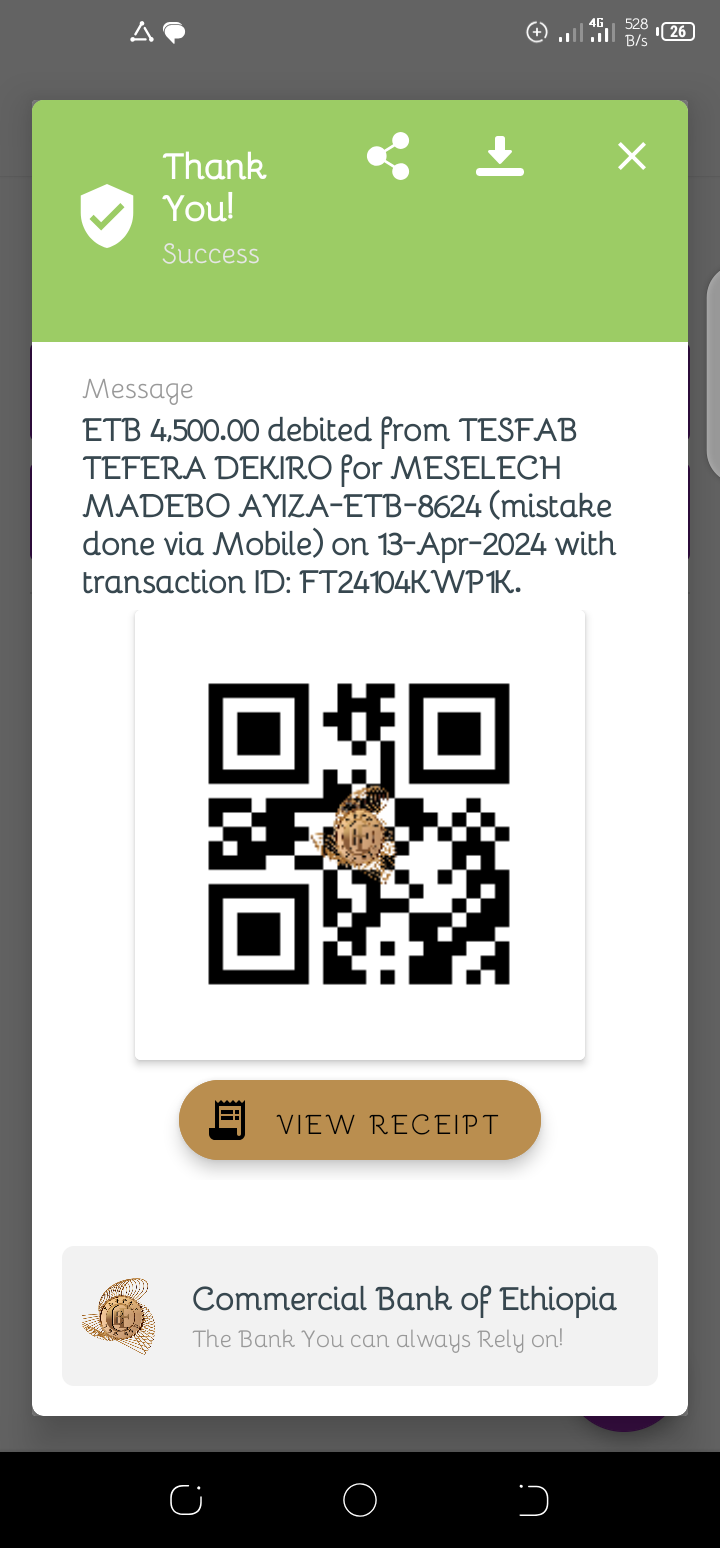 4G
528
B/s
26
Thank
You!
Success
Message
ETB 4,500.00 debited from TESFAB
TEFERA DEKIRO for MESELECH
MADEBO AYIZA-ETB-8624 (mistake
done via Mobile) on 13-Apr-2024 with
transaction ID: FT24104KWP1K.
VIEW RECEIPT
Commercial Bank of Ethiopia
The Bank You can always Rely on!